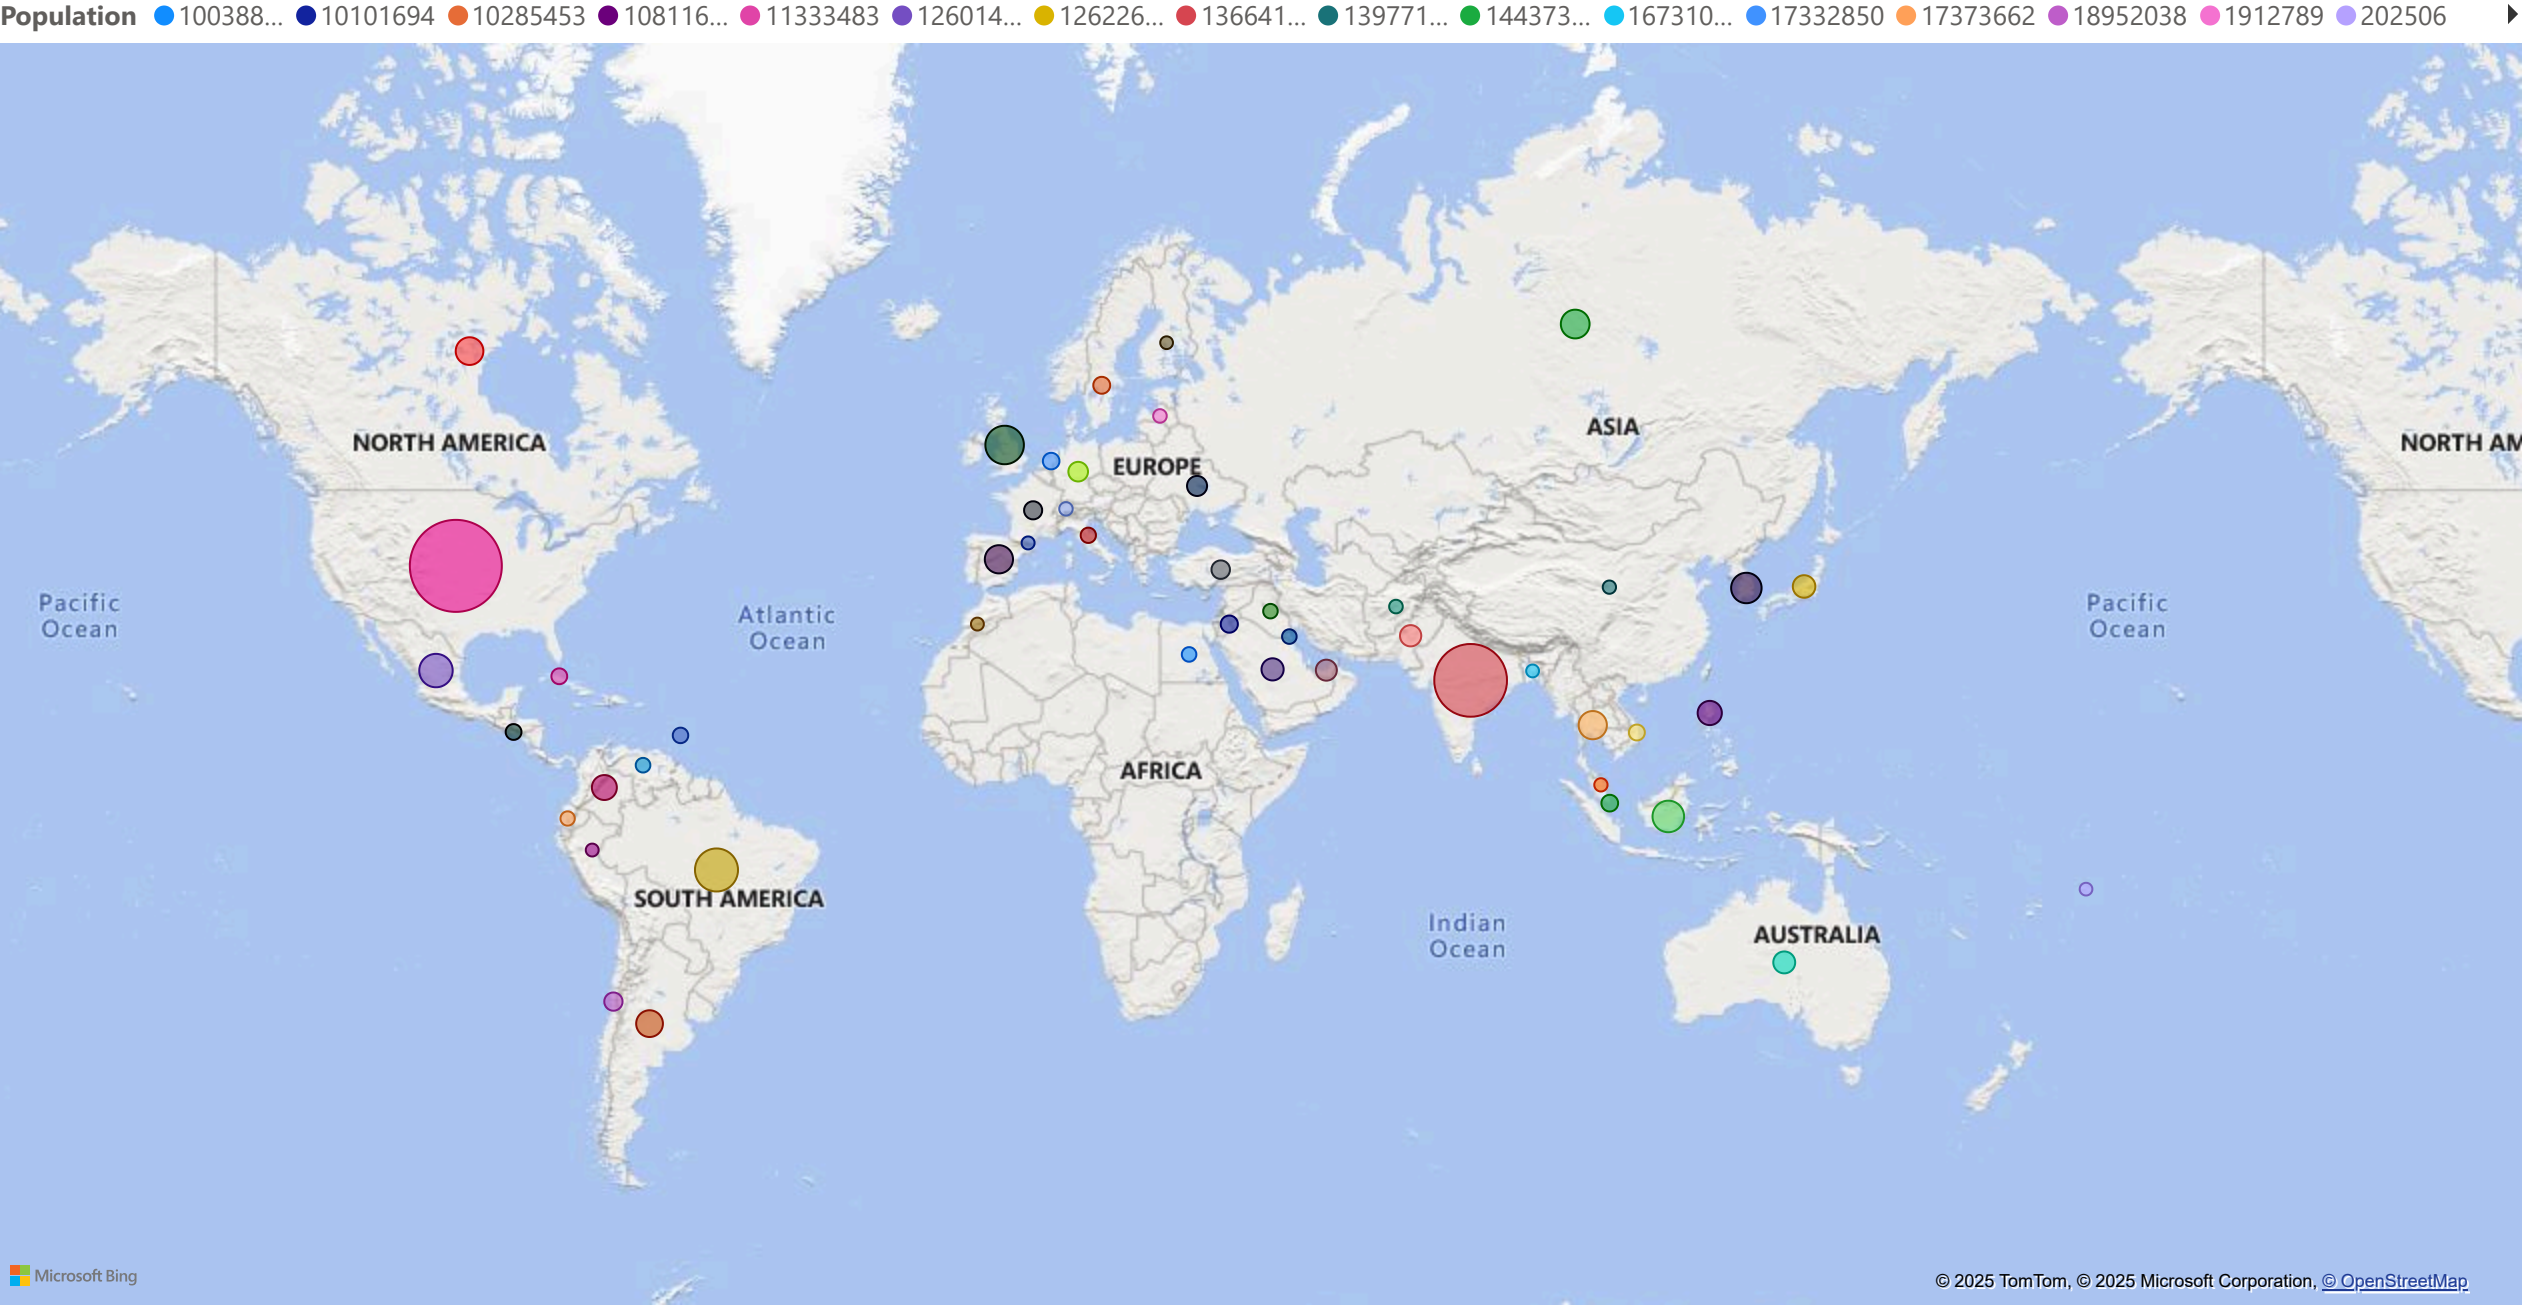 Population 100388... 10101694 10285453 108116... 11333483 126014... 126226... 136641... 139771... 144373... 167310... 17332850 17373662 18952038 1912789 202506
NORTH AMERICA
ASIA
NORTH AM
EUROPE
Pacific
Ocean
Atlantic
Ocean
Pacific
Ocean
AFRICA
SOUTH AMERICA
Indian
Ocean
AUSTRALIA
Microsoft Bing
© 2025 TomTom, © 2025 Microsoft Corporation, © OpenStreetMap